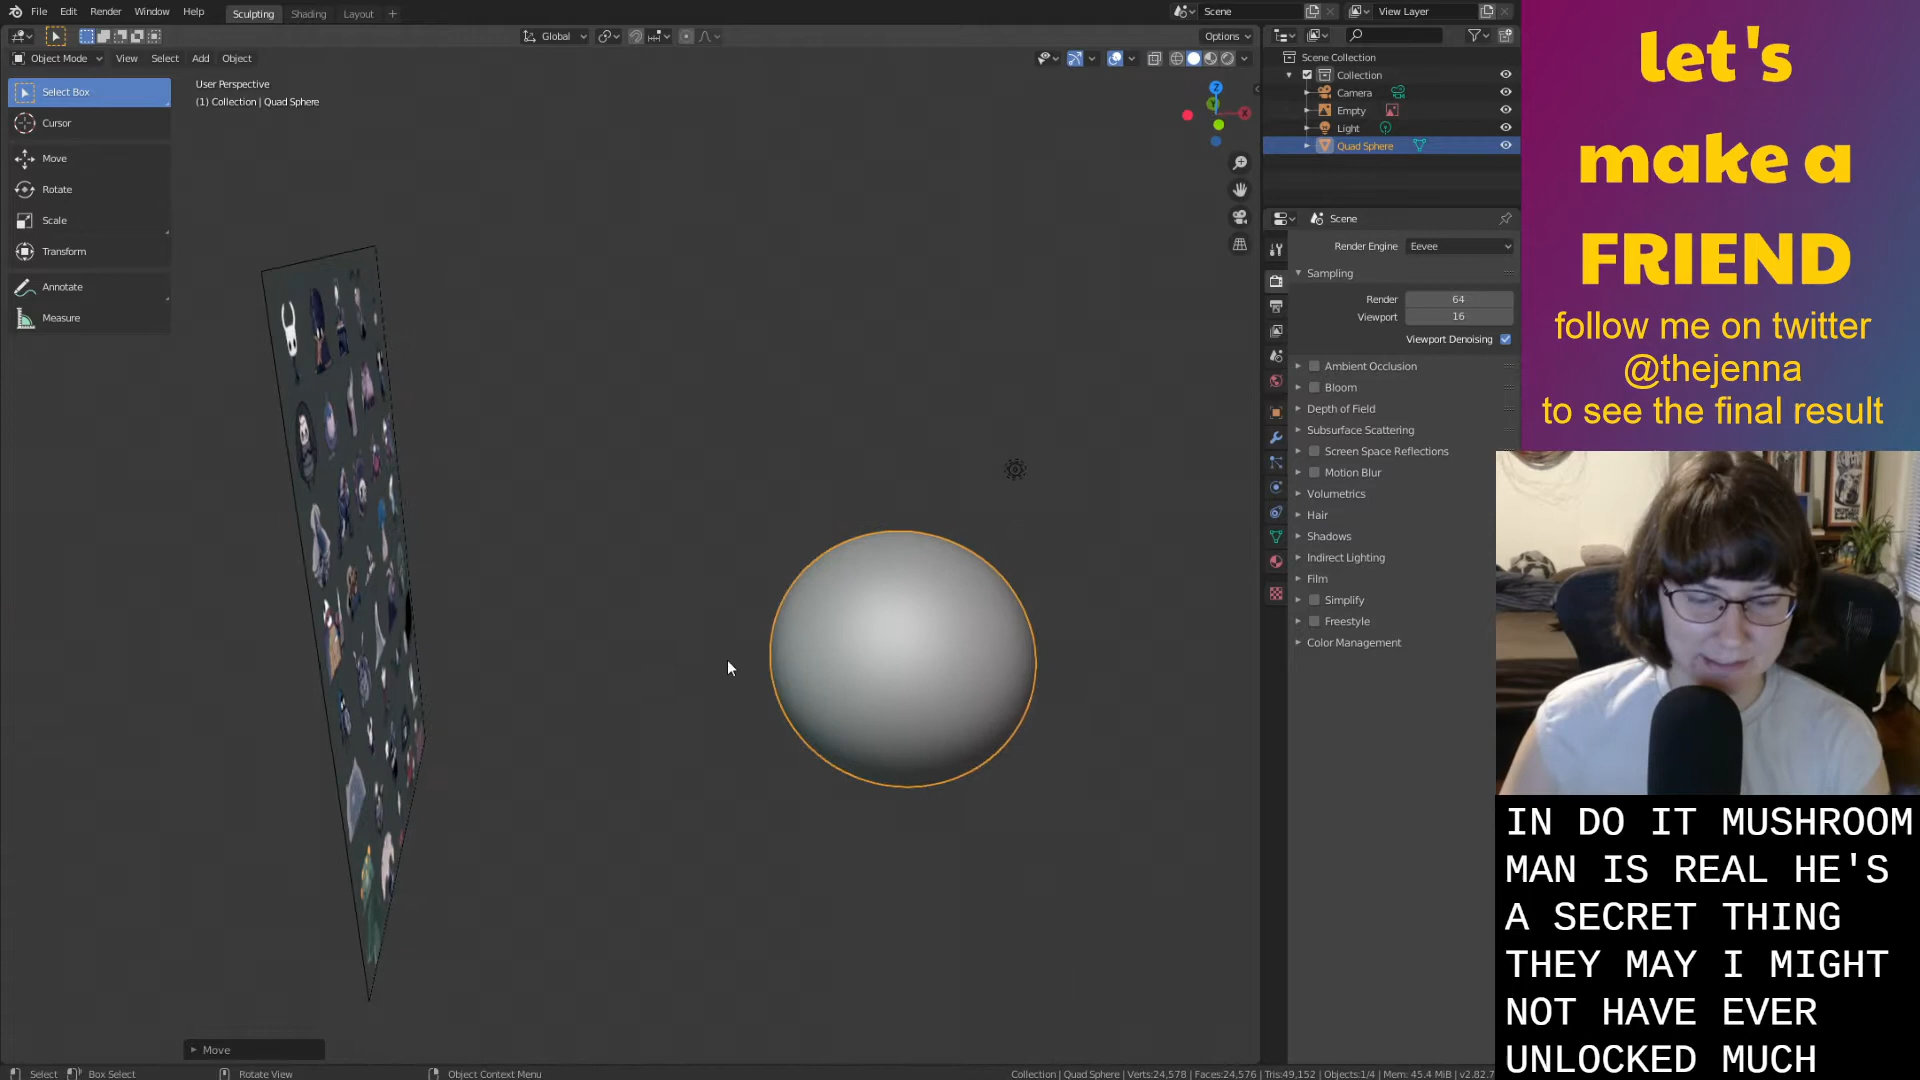 File Edit Render Window Help Sculpting Shading Layout + Scene View Layer
Global Options
Object Mode View Select Add Object
Select Box
Cursor
Move
Rotate
Scale
Transform
Annotate
Measure
User Perspective
(1) Collection | Quad Sphere
Z
Y
X
Move
Scene Collection
Collection
Camera
Empty
Light
Quad Sphere
Scene
Render Engine Eevee
Sampling
Render 64
Viewport 16
Viewport Denoising
Ambient Occlusion
Bloom
Depth of Field
Subsurface Scattering
Screen Space Reflections
Motion Blur
Volumetrics
Hair
Shadows
Indirect Lighting
Film
Simplify
Freestyle
Color Management
Select Box Select Rotate View Object Context Menu Collection | Quad Sphere | Verts:24,578 | Faces:24,576 | Tris:49,152 | Objects:1/4 | Mem: 45.4 MiB | v2.82.7
let's
make a
FRIEND
follow me on twitter
@thejenna
to see the final result
IN DO IT MUSHROOM
MAN IS REAL HE'S
A SECRET THING
THEY MAY I MIGHT
NOT HAVE EVER
UNLOCKED MUCH